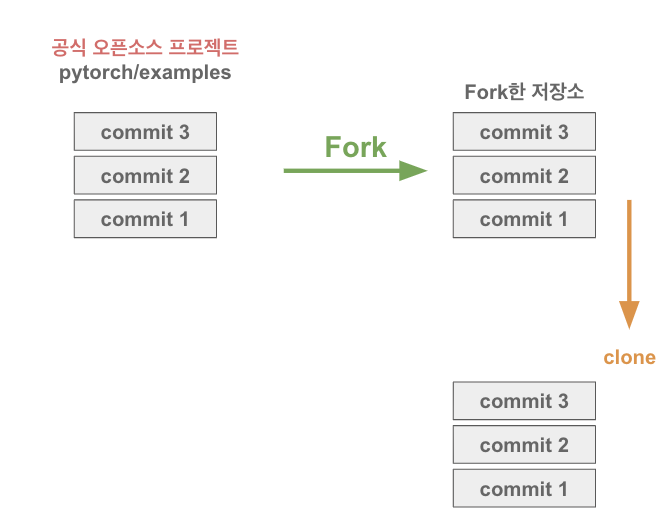 공식 오픈소스 프로젝트
pytorch/examples
commit 3
commit 2
commit 1
Fork
Fork한 저장소
commit 3
commit 2
commit 1
clone
commit 3
commit 2
commit 1